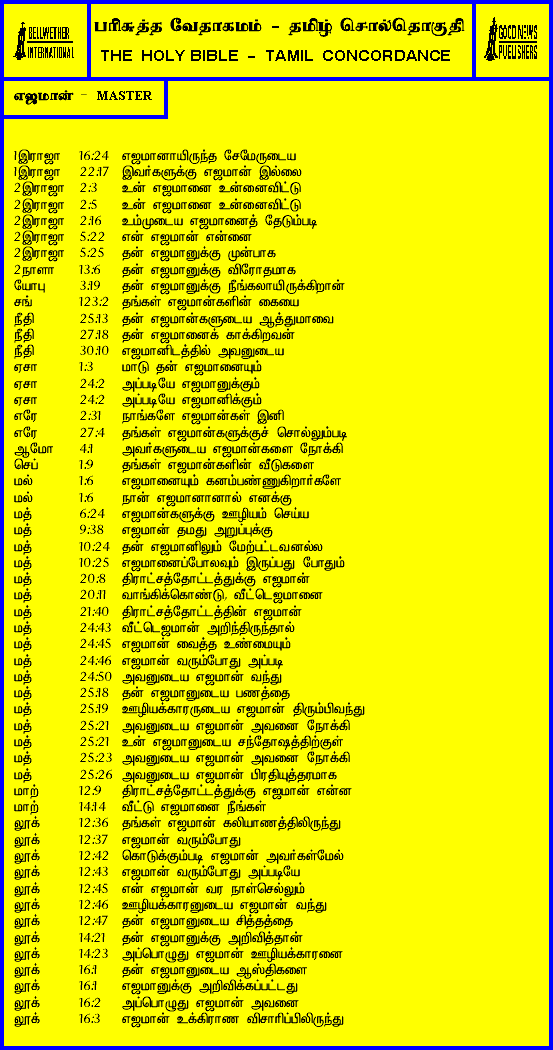 BELLWETHER
INTERNATIONAL
பரிசுத்த வேதாகமம் - தமிழ் சொல்தொகுதி
THE HOLY BIBLE - TAMIL CONCORDANCE
GOOD NEWS
PUBLISHERS
எஜமான் - MASTER
1இராஜா 16:24 எஜமானாயிருந்த சேமேருடைய
1இராஜா 22:17 இவர்களுக்கு எஜமான் இல்லை
2இராஜா 2:3 உன் எஜமானை உன்னைவிட்டு
2இராஜா 2:5 உன் எஜமானை உன்னைவிட்டு
2இராஜா 2:16 உம்முடைய எஜமானைத் தேடும்படி
2இராஜா 5:22 என் எஜமான் என்னை
2இராஜா 5:25 தன் எஜமானுக்கு முன்பாக
2நாளா 13:6 தன் எஜமானுக்கு விரோதமாக
யோபு 3:19 தன் எஜமானுக்கு நீங்கலாயிருக்கிறான்
சங் 123:2 தங்கள் எஜமான்களின் கையை
நீதி 25:13 தன் எஜமான்களுடைய ஆத்துமாவை
நீதி 27:18 தன் எஜமானைக் காக்கிறவன்
நீதி 30:10 எஜமானிடத்தில் அவனுடைய
ஏசா 1:3 மாடு தன் எஜமானையும்
ஏசா 24:2 அப்படியே எஜமானுக்கும்
ஏசா 24:2 அப்படியே எஜமானிக்கும்
எரே 2:31 நாங்களே எஜமான்கள் இனி
எரே 27:4 தங்கள் எஜமான்களுக்குச் சொல்லும்படி
ஆமோ 4:1 அவர்களுடைய எஜமான்களை நோக்கி
செப் 1:9 தங்கள் எஜமான்களின் வீடுகளை
மல் 1:6 எஜமானையும் கனம்பண்ணுகிறார்களே
மல் 1:6 நான் எஜமானானால் எனக்கு
மத் 6:24 எஜமான்களுக்கு ஊழியம் செய்ய
மத் 9:38 எஜமான் தமது அறுப்புக்கு
மத் 10:24 தன் எஜமானிலும் மேற்பட்டவனல்ல
மத் 10:25 எஜமானைப்போலவும் இருப்பது போதும்
மத் 20:8 திராட்சத்தோட்டத்துக்கு எஜமான்
மத் 20:11 வாங்கிக்கொண்டு, வீட்டெஜமானை
மத் 21:40 திராட்சத்தோட்டத்தின் எஜமான்
மத் 24:43 வீட்டெஜமான் அறிந்திருந்தால்
மத் 24:45 எஜமான் வைத்த உண்மையும்
மத் 24:46 எஜமான் வரும்போது அப்படி
மத் 24:50 அவனுடைய எஜமான் வந்து
மத் 25:18 தன் எஜமானுடைய பணத்தை
மத் 25:19 ஊழியக்காரருடைய எஜமான் திரும்பிவந்து
மத் 25:21 அவனுடைய எஜமான் அவனை நோக்கி
மத் 25:21 உன் எஜமானுடைய சந்தோஷத்திற்குள்
மத் 25:23 அவனுடைய எஜமான் அவனை நோக்கி
மத் 25:26 அவனுடைய எஜமான் பிரதியுத்தரமாக
மாற் 12:9 திராட்சத்தோட்டத்துக்கு எஜமான் என்ன
மாற் 14:14 வீட்டு எஜமானை நீங்கள்
லூக் 12:36 தங்கள் எஜமான் கலியாணத்திலிருந்து
லூக் 12:37 எஜமான் வரும்போது
லூக் 12:42 கொடுக்கும்படி எஜமான் அவர்கள்மேல்
லூக் 12:43 எஜமான் வரும்போது அப்படியே
லூக் 12:45 என் எஜமான் வர நாள்செல்லும்
லூக் 12:46 ஊழியக்காரனுடைய எஜமான் வந்து
லூக் 12:47 தன் எஜமானுடைய சித்தத்தை
லூக் 14:21 தன் எஜமானுக்கு அறிவித்தான்
லூக் 14:23 அப்பொழுது எஜமான் ஊழியக்காரனை
லூக் 16:1 தன் எஜமானுடைய ஆஸ்திகளை
லூக் 16:1 எஜமானுக்கு அறிவிக்கப்பட்டது
லூக் 16:2 அப்பொழுது எஜமான் அவனை
லூக் 16:3 எஜமான் உக்கிராண விசாரிப்பிலிருந்து